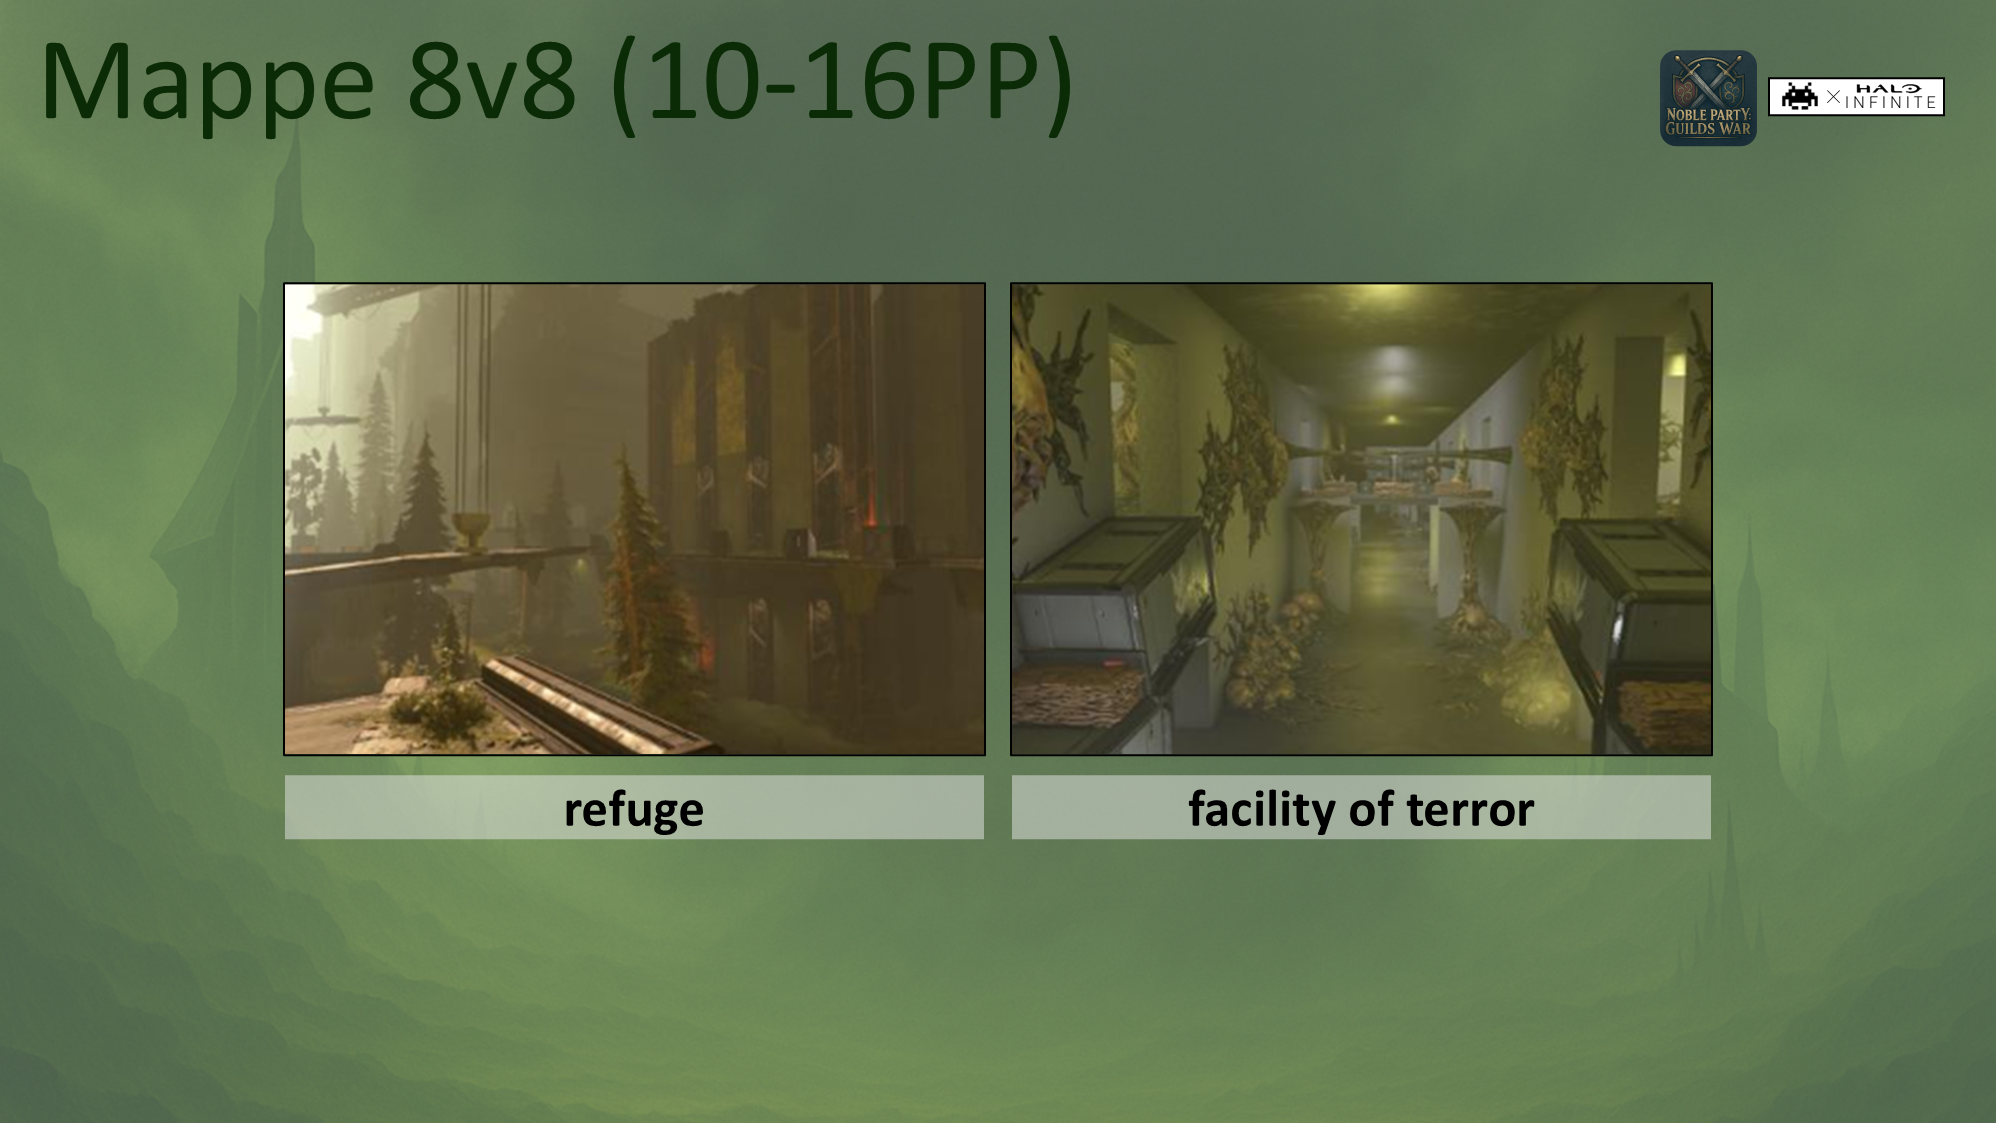 Mappe 8v8 (10-16PP)
NOBLE PARTY:
GUILDS WAR
× HALO
INFINITE
refuge
facility of terror